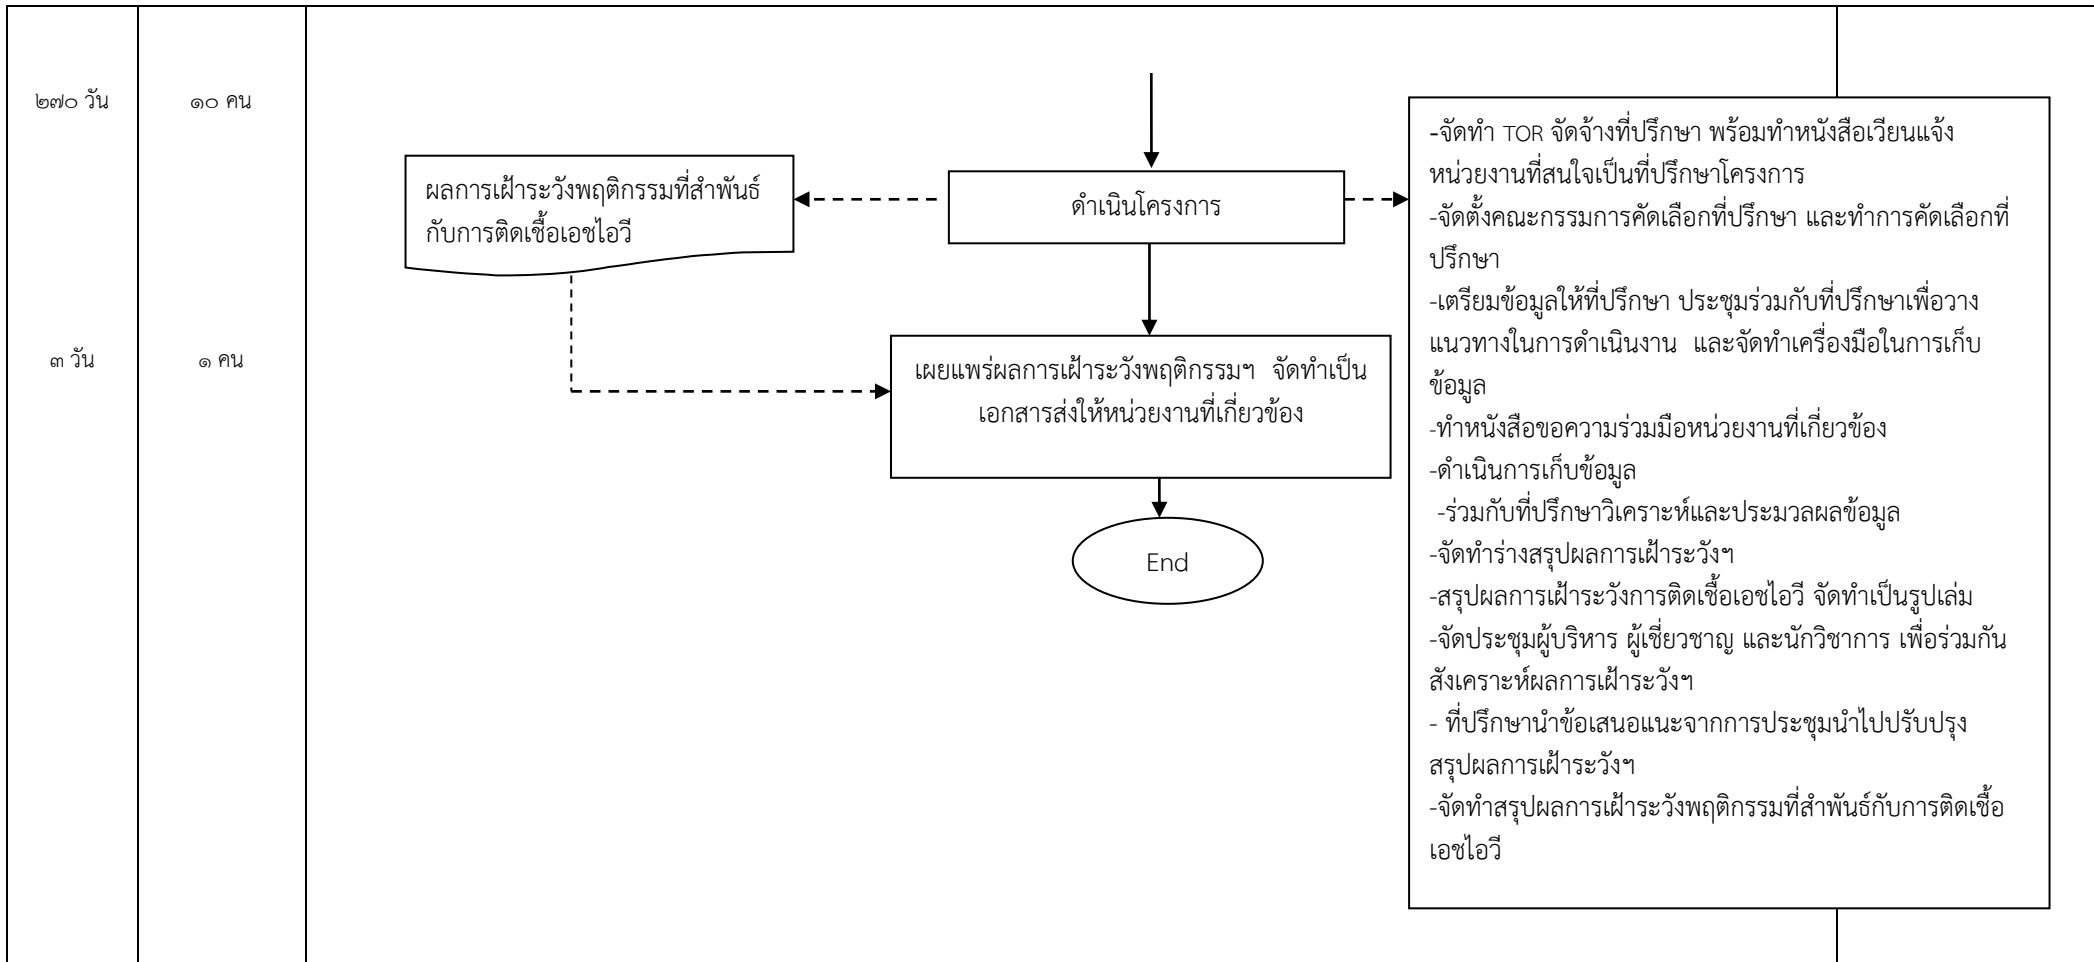 ๒๗๐ วัน
๑๐ คน
ผลการเฝ้าระวังพฤติกรรมที่สำพันธ์
กับการติดเชื้อเอชไอวี
ดำเนินโครงการ
๓ วัน
๑ คน
เผยแพร่ผลการเฝ้าระวังพฤติกรรมฯ จัดทำเป็น
เอกสารส่งให้หน่วยงานที่เกี่ยวข้อง
End
-จัดทำ TOR จัดจ้างที่ปรึกษา พร้อมทำหนังสือเวียนแจ้ง
หน่วยงานที่สนใจเป็นที่ปรึกษาโครงการ
-จัดตั้งคณะกรรมการคัดเลือกที่ปรึกษา และทำการคัดเลือกที่
ปรึกษา
-เตรียมข้อมูลให้ที่ปรึกษา ประชุมร่วมกับที่ปรึกษาเพื่อวาง
แนวทางในการดำเนินงาน และจัดทำเครื่องมือในการเก็บ
ข้อมูล
-ทำหนังสือขอความร่วมมือหน่วยงานที่เกี่ยวข้อง
-ดำเนินการเก็บข้อมูล
-ร่วมกับที่ปรึกษาวิเคราะห์และประมวลผลข้อมูล
-จัดทำร่างสรุปผลการเฝ้าระวังฯ
-สรุปผลการเฝ้าระวังการติดเชื้อเอชไอวี จัดทำเป็นรูปเล่ม
-จัดประชุมผู้บริหาร ผู้เชี่ยวชาญ และนักวิชาการ เพื่อร่วมกัน
สังเคราะห์ผลการเฝ้าระวังฯ
- ที่ปรึกษานำข้อเสนอแนะจากการประชุมนำไปปรับปรุง
สรุปผลการเฝ้าระวังฯ
-จัดทำสรุปผลการเฝ้าระวังพฤติกรรมที่สำพันธ์กับการติดเชื้อ
เอชไอวี